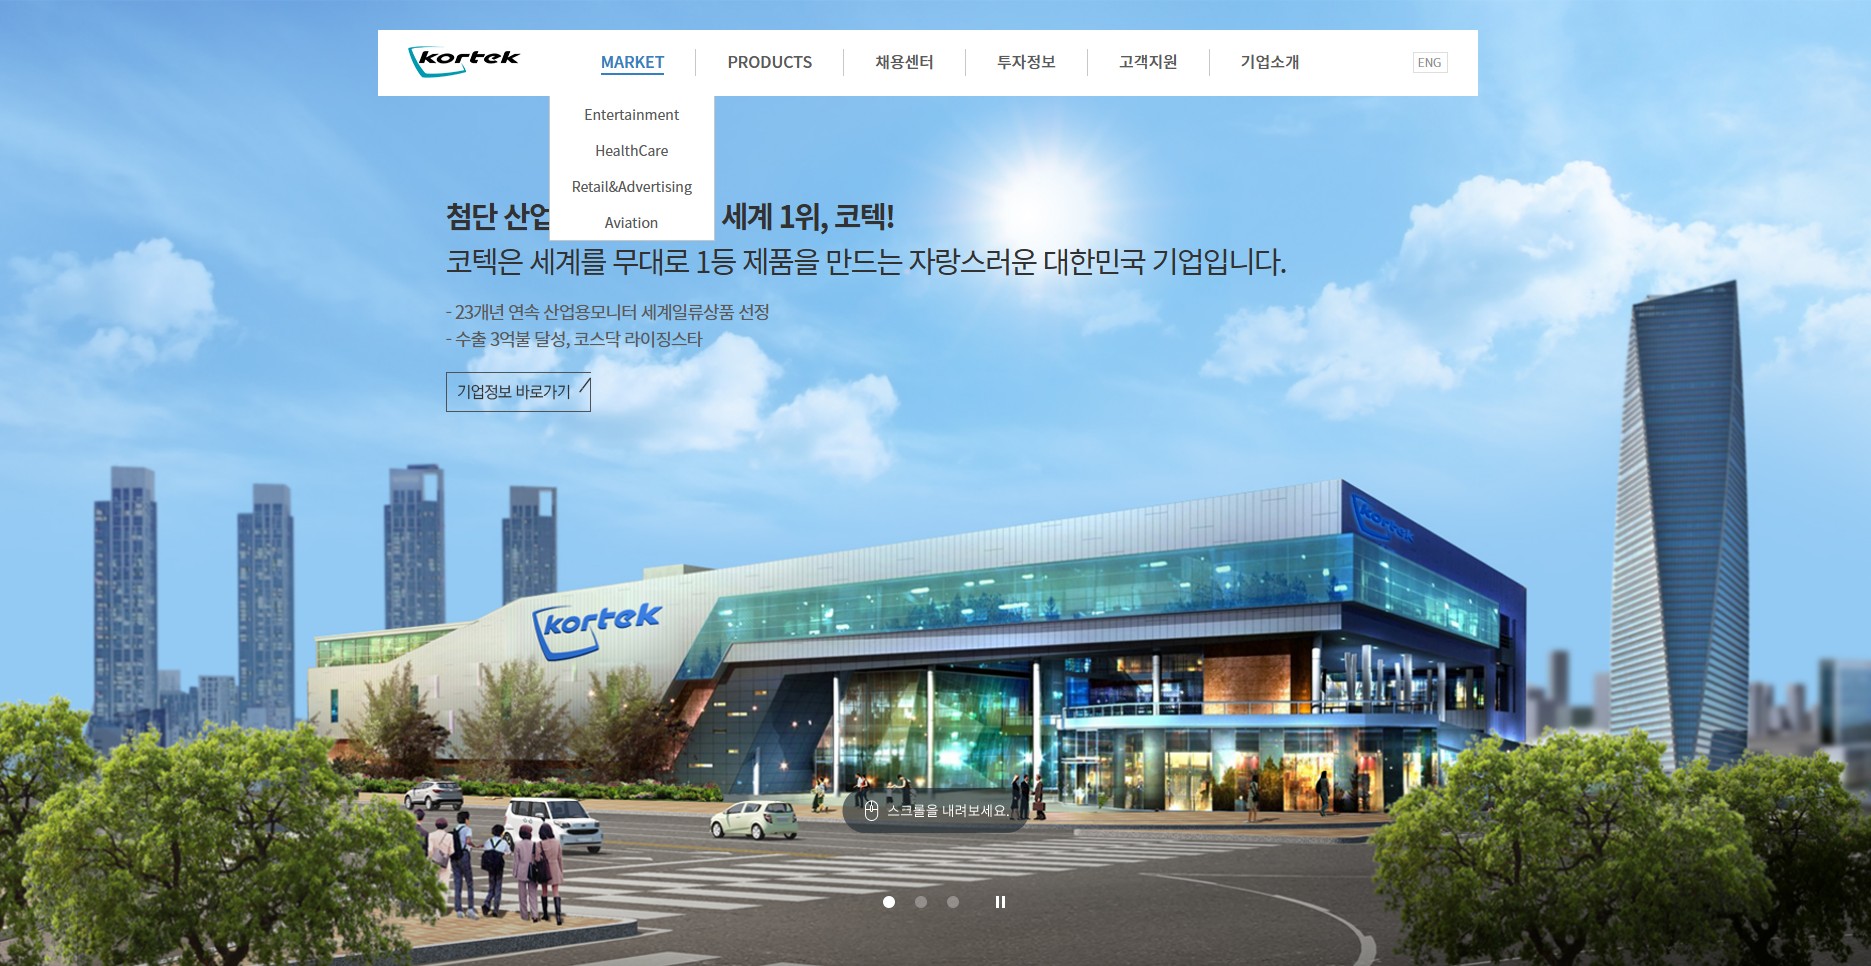 kortek
MARKET
PRODUCTS
채용센터
투자정보
고객지원
기업소개
ENG
Entertainment
HealthCare
Retail&Advertising
Aviation
첨단 산업 세계 1위, 코텍!
코텍은 세계를 무대로 1등 제품을 만드는 자랑스러운 대한민국 기업입니다.
- 23개년 연속 산업용모니터 세계일류상품 선정
- 수출 3억불 달성, 코스닥 라이징스타
기업정보 바로가기
kortek
kortek
스크롤을 내려보세요.